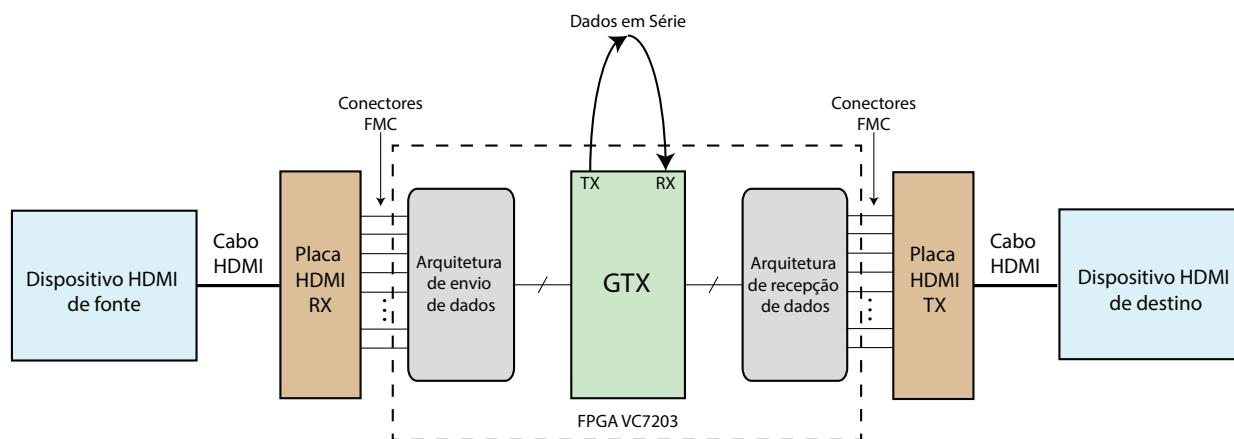 Dados em Série
Conectores
FMC
Conectores
FMC
TX
RX
Dispositivo HDMI
de fonte
Cabo
HDMI
Placa
HDMI
RX
Arquitetura
de envio
de dados
GTX
Arquitetura
de recepção
de dados
Placa
HDMI
TX
Cabo
HDMI
Dispositivo HDMI
de destino
FPGA VC7203